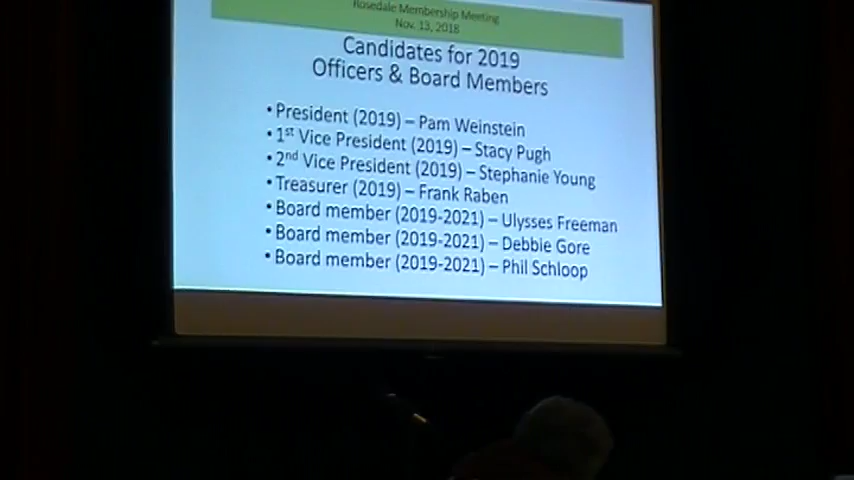 Rosedale Membership Meeting
Nov. 13, 2018
Candidates for 2019
Officers & Board Members
• President (2019) – Pam Weinstein
• 1st Vice President (2019) – Stacy Pugh
• 2nd Vice President (2019) – Stephanie Young
• Treasurer (2019) – Frank Raben
• Board member (2019-2021) – Ulysses Freeman
• Board member (2019-2021) – Debbie Gore
• Board member (2019-2021) – Phil Schloop